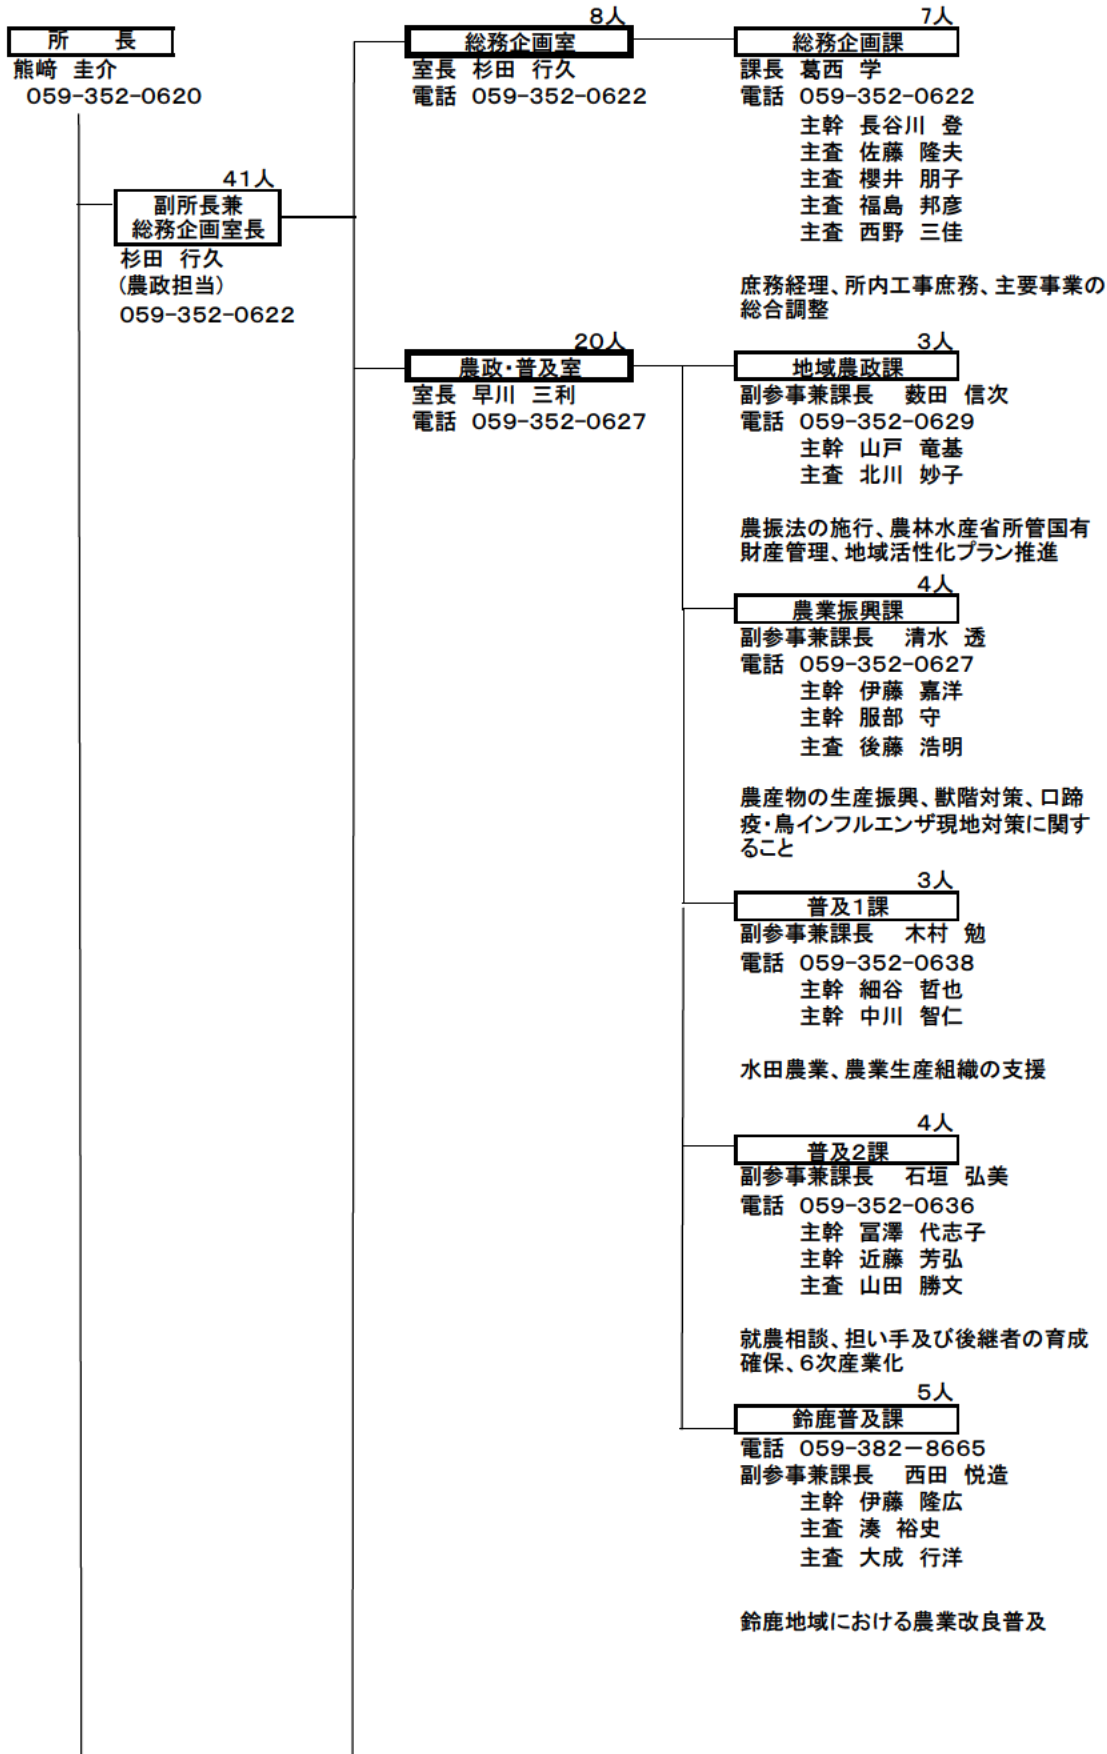 所　長
熊﨑 圭介
059-352-0620
41人
副所長兼
総務企画室長
杉田 行久
(農政担当)
059-352-0622
8人
総務企画室
室長 杉田 行久
電話 059-352-0622
7人
総務企画課
課長 葛西 学
電話 059-352-0622
主幹 長谷川 登
主査 佐藤 隆夫
主査 櫻井 朋子
主査 福島 邦彦
主査 西野 三佳
庶務経理、所内工事庶務、主要事業の
総合調整
20人
農政・普及室
室長 早川 三利
電話 059-352-0627
3人
地域農政課
副参事兼課長 薮田 信次
電話 059-352-0629
主幹 山戸 竜基
主査 北川 妙子
農振法の施行、農林水産省所管国有
財産管理、地域活性化プラン推進
4人
農業振興課
副参事兼課長 清水 透
電話 059-352-0627
主幹 伊藤 嘉洋
主幹 服部 守
主査 後藤 浩明
農産物の生産振興、獣階対策、口蹄
疫・鳥インフルエンザ現地対策に関す
ること
3人
普及1課
副参事兼課長 木村 勉
電話 059-352-0638
主幹 細谷 哲也
主幹 中川 智仁
水田農業、農業生産組織の支援
4人
普及2課
副参事兼課長 石垣 弘美
電話 059-352-0636
主幹 冨澤 代志子
主幹 近藤 芳弘
主査 山田 勝文
就農相談、担い手及び後継者の育成
確保、6次産業化
5人
鈴鹿普及課
電話 059-382－8665
副参事兼課長 西田 悦造
主幹 伊藤 隆広
主査 湊 裕史
主査 大成 行洋
鈴鹿地域における農業改良普及